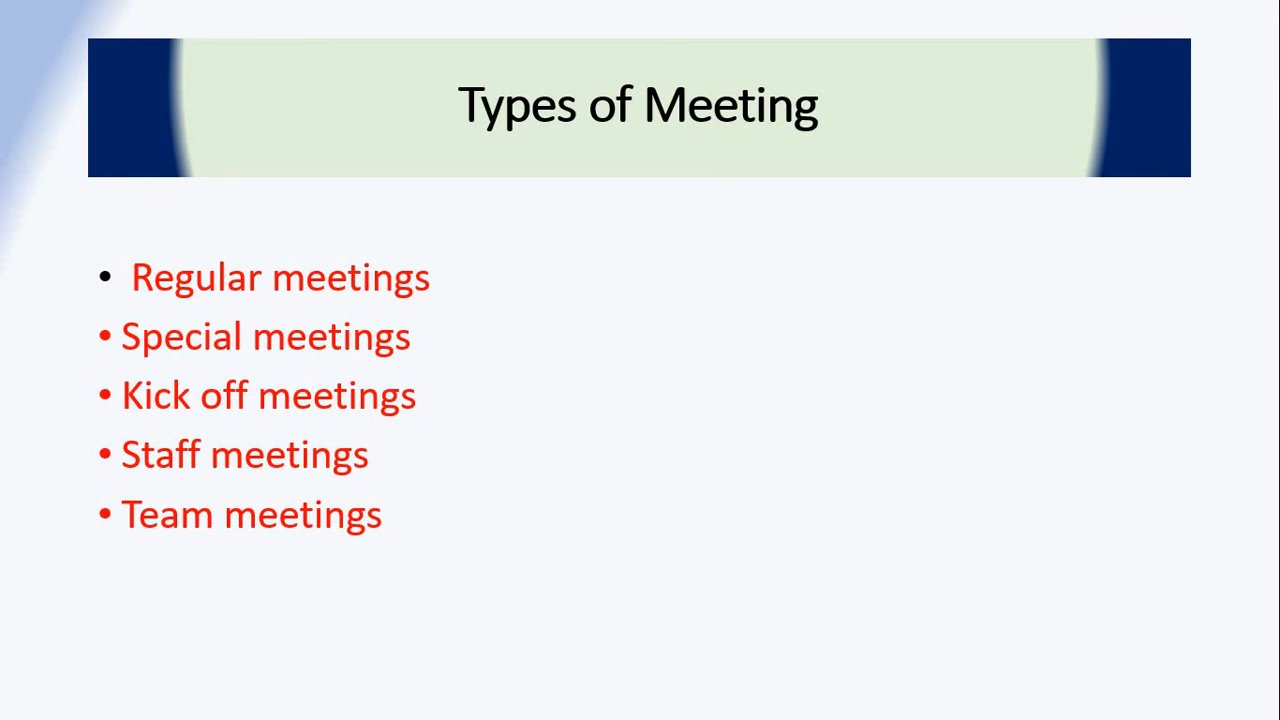 Types of Meeting
• Regular meetings
• Special meetings
• Kick off meetings
• Staff meetings
• Team meetings